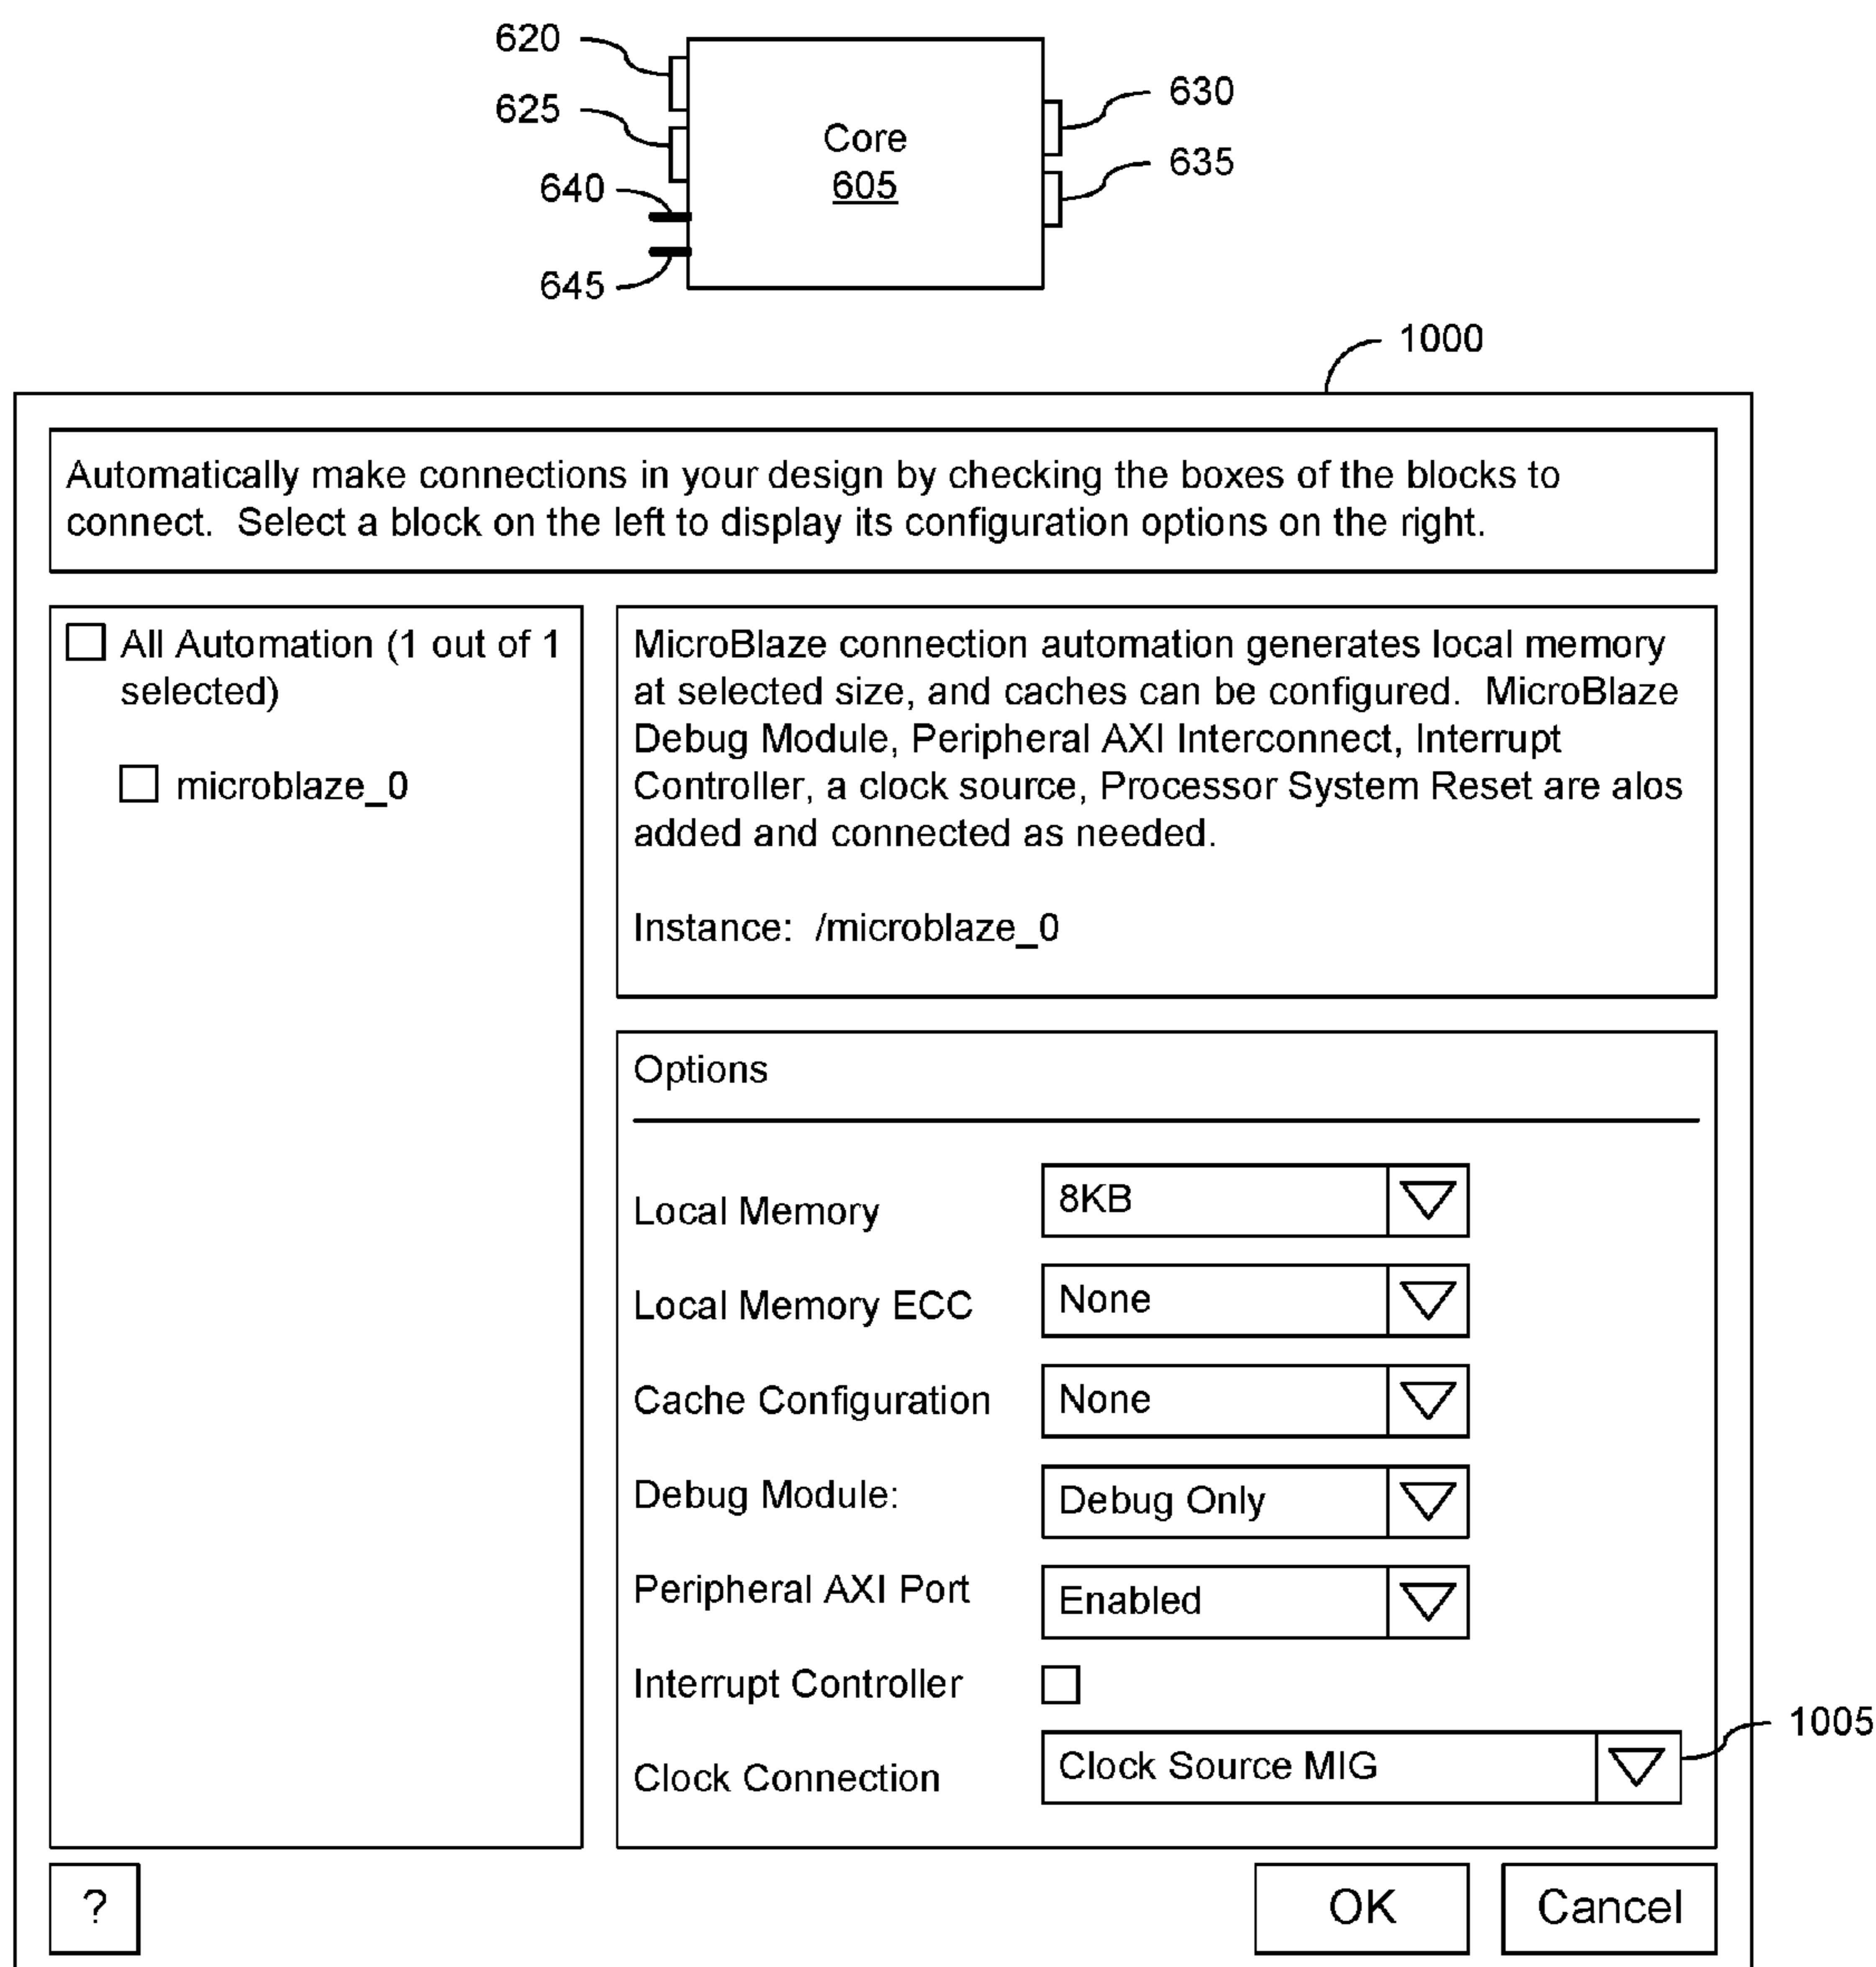 620
625
640
645
Core
605
630
635
1000
Automatically make connections in your design by checking the boxes of the blocks to
connect.  Select a block on the left to display its configuration options on the right.
All Automation (1 out of 1
selected)
microblaze_0
MicroBlaze connection automation generates local memory
at selected size, and caches can be configured.  MicroBlaze
Debug Module, Peripheral AXI Interconnect, Interrupt
Controller, a clock source, Processor System Reset are alos
added and connected as needed.
Instance:  /microblaze_0
Options
Local Memory
8KB
Local Memory ECC
None
Cache Configuration
None
Debug Module:
Debug Only
Peripheral AXI Port
Enabled
Interrupt Controller
Clock Connection
Clock Source MIG
1005
?
OK
Cancel